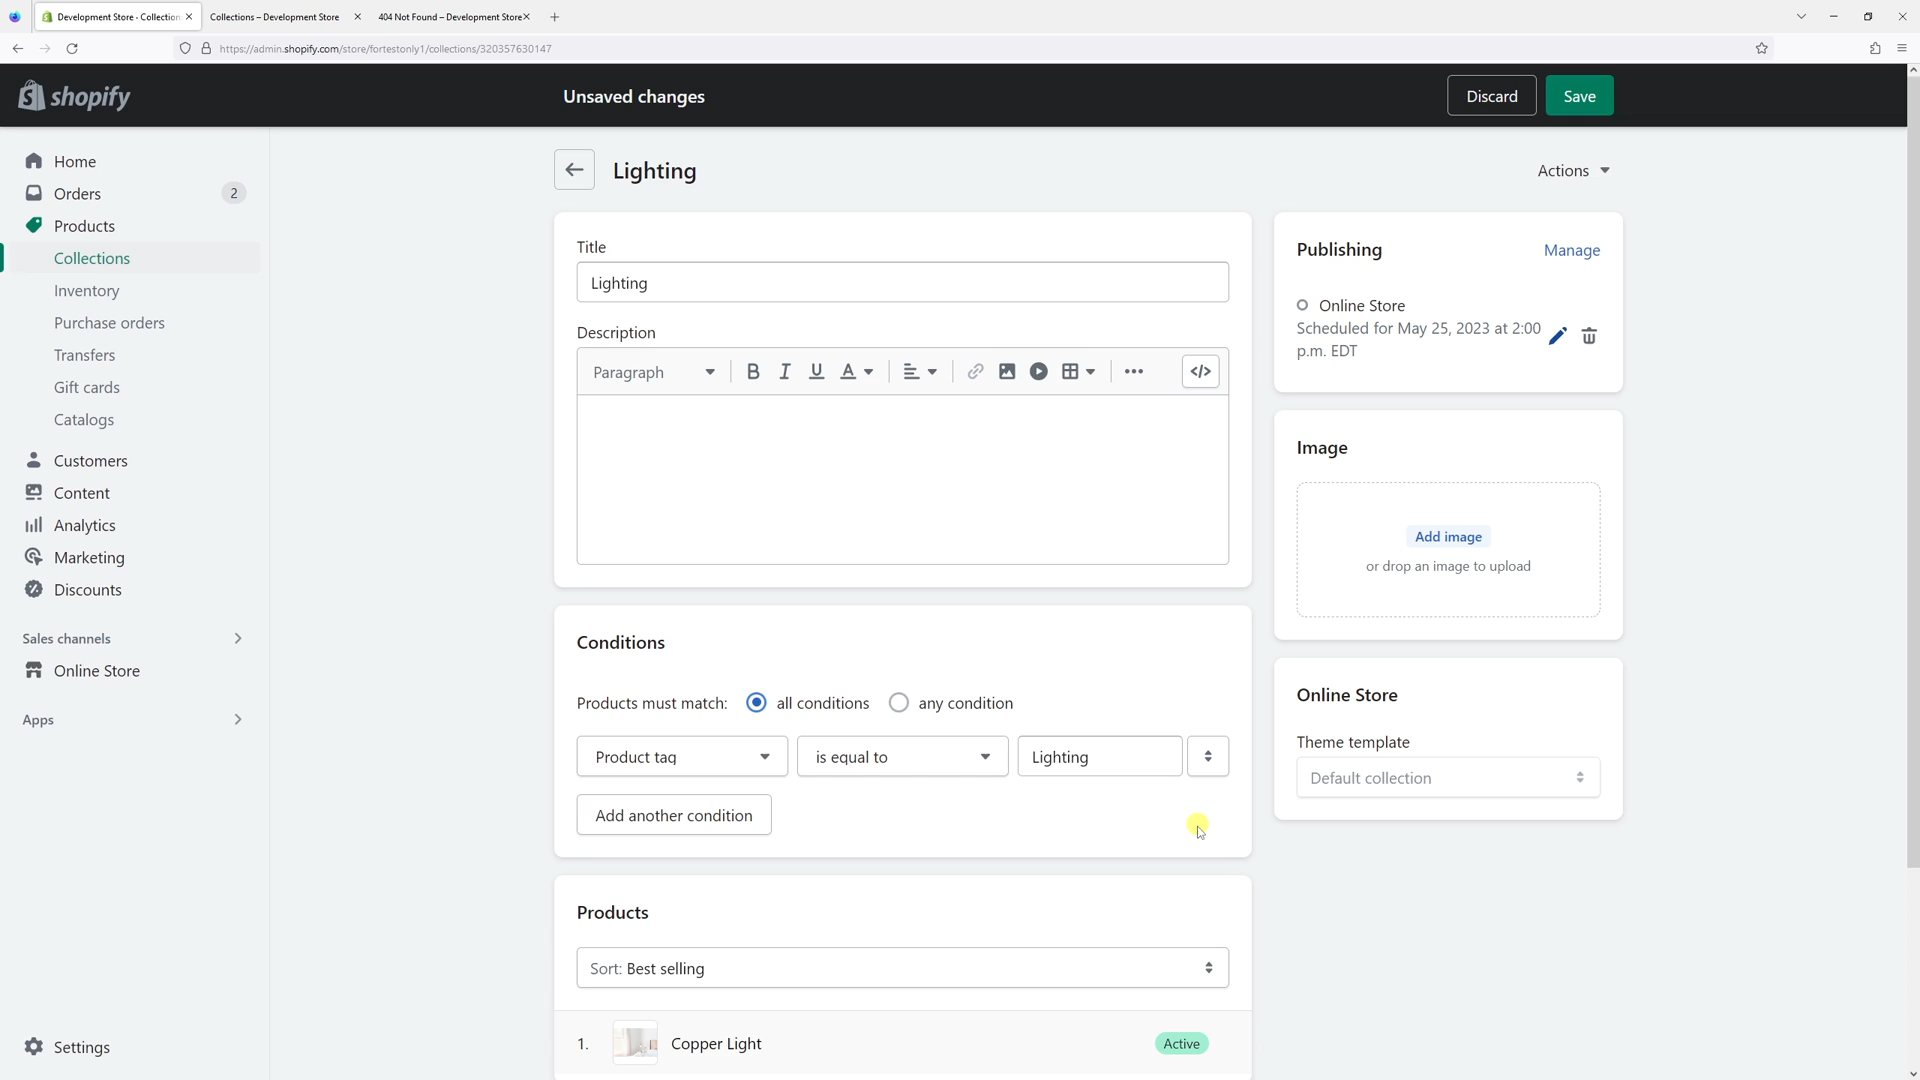 Development Store - Collection
Collections – Development Store
404 Not Found – Development Store
https://admin.shopify.com/store/fortestonly1/collections/320357630147
shopify
Unsaved changes
Discard
Save
Home
Orders
2
Products
Collections
Inventory
Purchase orders
Transfers
Gift cards
Catalogs
Customers
Content
Analytics
Marketing
Discounts
Sales channels
Online Store
Apps
Settings
Lighting
Actions
Title
Lighting
Description
Paragraph
Conditions
Products must match:
all conditions
any condition
Product tag
is equal to
Lighting
Add another condition
Products
Sort: Best selling
1.
Copper Light
Active
Publishing
Manage
Online Store
Scheduled for May 25, 2023 at 2:00
p.m. EDT
Image
Add image
or drop an image to upload
Online Store
Theme template
Default collection